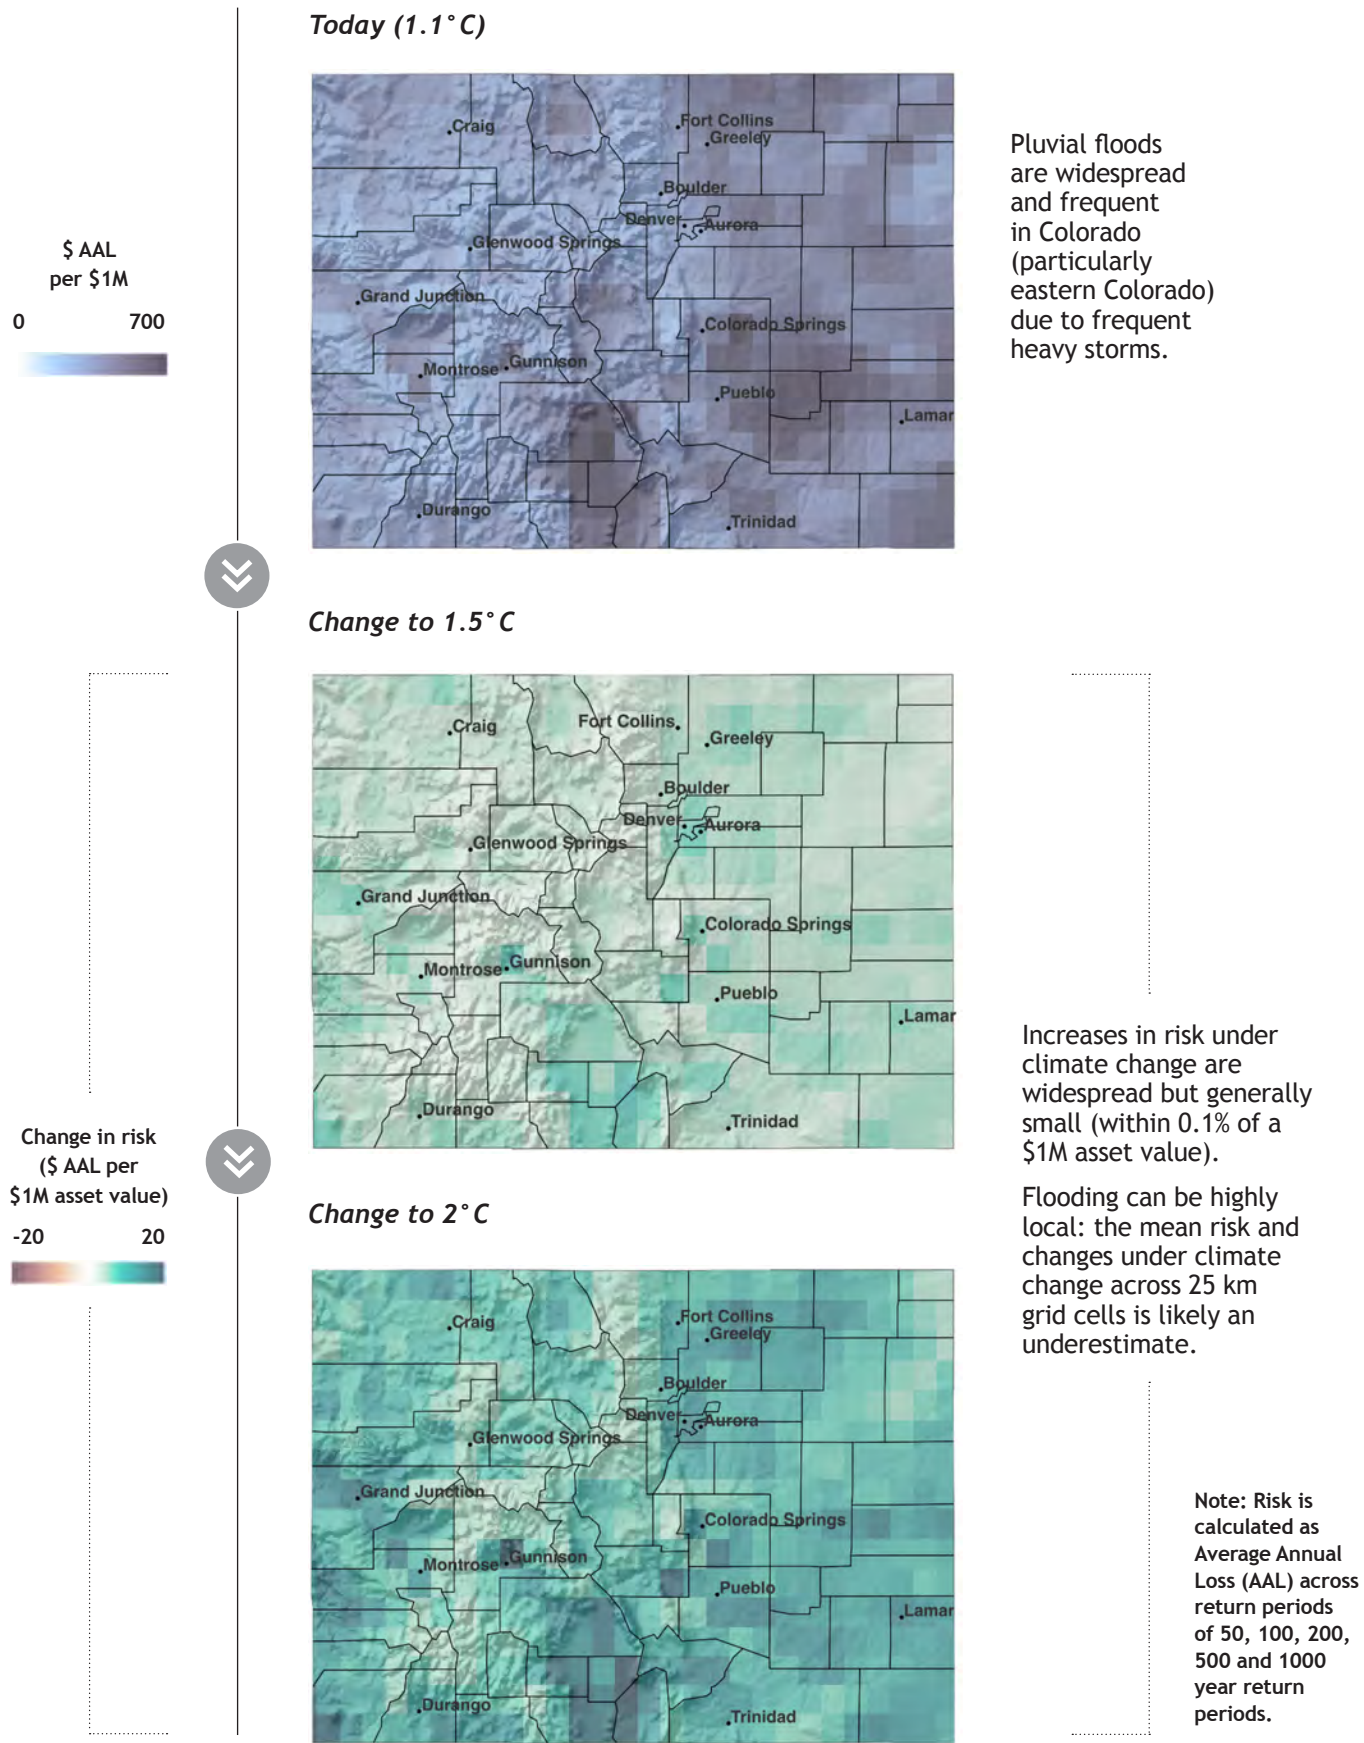 Today (1.1°C)
Craig
Fort Collins
Greeley
Boulder
Denver
Aurora
Glenwood Springs
Grand Junction
Colorado Springs
Gunnison
Montrose
Pueblo
Lamar
Durango
Trinidad
$ AAL
per $1M
0 700
Pluvial floods
are widespread
and frequent
in Colorado
(particularly
eastern Colorado)
due to frequent
heavy storms.
Change to 1.5°C
Craig
Fort Collins
Greeley
Boulder
Denver
Aurora
Glenwood Springs
Grand Junction
Colorado Springs
Gunnison
Montrose
Pueblo
Lamar
Durango
Trinidad
Increases in risk under
climate change are
widespread but generally
small (within 0.1% of a
$1M asset value).
Flooding can be highly
local: the mean risk and
changes under climate
change across 25 km
grid cells is likely an
underestimate.
Change in risk
($ AAL per
$1M asset value)
-20 20
Change to 2°C
Craig
Fort Collins
Greeley
Boulder
Denver
Aurora
Glenwood Springs
Grand Junction
Colorado Springs
Gunnison
Montrose
Pueblo
Lamar
Durango
Trinidad
Note: Risk is
calculated as
Average Annual
Loss (AAL) across
return periods
of 50, 100, 200,
500 and 1000
year return
periods.